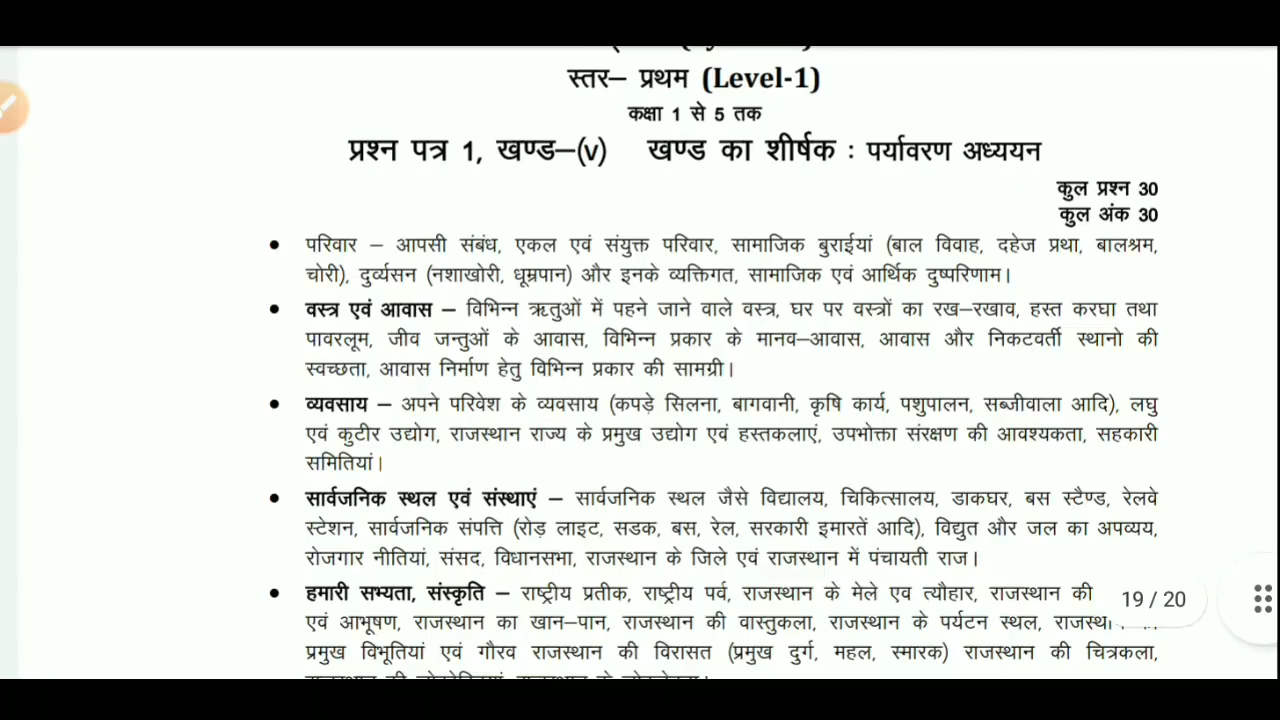 स्तर– प्रथम (Level-1)
कक्षा 1 से 5 तक
प्रश्न पत्र 1, खण्ड–(v) खण्ड का शीर्षक : पर्यावरण अध्ययन
कुल प्रश्न 30
कुल अंक 30
• परिवार – आपसी संबंध, एकल एवं संयुक्त परिवार, सामाजिक बुराईयां (बाल विवाह, दहेज प्रथा, बालश्रम,
चोरी), दुर्व्यसन (नशाखोरी, धूम्रपान) और इनके व्यक्तिगत, सामाजिक एवं आर्थिक दुष्परिणाम।
• वस्त्र एवं आवास – विभिन्न ऋतुओं में पहने जाने वाले वस्त्र, घर पर वस्त्रों का रख–रखाव, हस्त करघा तथा
पावरलूम, जीव जन्तुओं के आवास, विभिन्न प्रकार के मानव–आवास, आवास और निकटवर्ती स्थानो की
स्वच्छता, आवास निर्माण हेतु विभिन्न प्रकार की सामग्री।
• व्यवसाय – अपने परिवेश के व्यवसाय (कपड़े सिलना, बागवानी, कृषि कार्य, पशुपालन, सब्जीवाला आदि), लघु
एवं कुटीर उद्योग, राजस्थान राज्य के प्रमुख उद्योग एवं हस्तकलाएं, उपभोक्ता संरक्षण की आवश्यकता, सहकारी
समितियां।
• सार्वजनिक स्थल एवं संस्थाएं – सार्वजनिक स्थल जैसे विद्यालय, चिकित्सालय, डाकघर, बस स्टैण्ड, रेलवे
स्टेशन, सार्वजनिक संपत्ति (रोड़ लाइट, सडक, बस, रेल, सरकारी इमारतें आदि), विद्युत और जल का अपव्यय,
रोजगार नीतियां, संसद, विधानसभा, राजस्थान के जिले एवं राजस्थान में पंचायती राज।
• हमारी सभ्यता, संस्कृति – राष्ट्रीय प्रतीक, राष्ट्रीय पर्व, राजस्थान के मेले एव त्यौहार, राजस्थान की
19 / 20
एवं आभूषण, राजस्थान का खान–पान, राजस्थान की वास्तुकला, राजस्थान के पर्यटन स्थल,
प्रमुख विभूतियां एवं गौरव राजस्थान की विरासत (प्रमुख दुर्ग, महल, स्मारक) राजस्थान की चित्रकला,